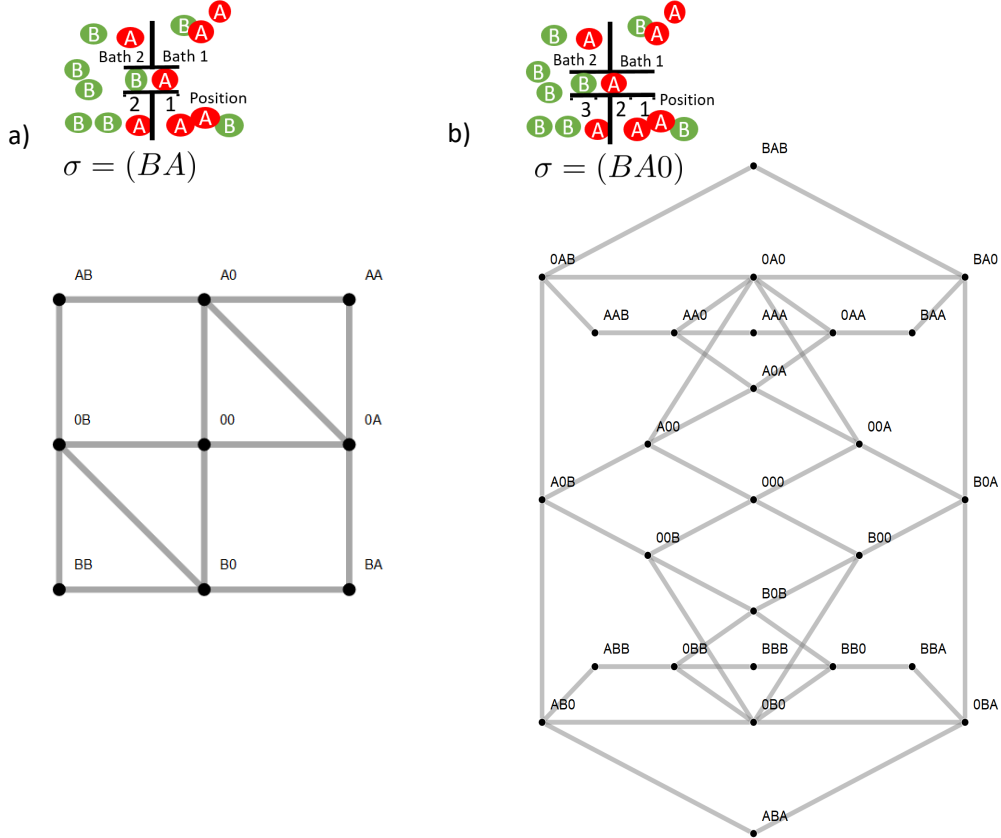 a)
B A B A A
Bath 2 Bath 1
B B A
B
2 1 Position
B B A A A B
σ = (BA)
AB A0 AA
0B 00 0A
BB B0 BA
b)
B A B A A
Bath 2 Bath 1
B B A
B
3 2 1 Position
B B A A A B
σ = (BA0)
BAB
0AB 0A0 BA0
AAB AA0 AAA 0AA BAA
A0A
A00 00A
A0B 000 B0A
00B B00
B0B
ABB 0BB BBB BB0 BBA
AB0 0B0 0BA
ABA